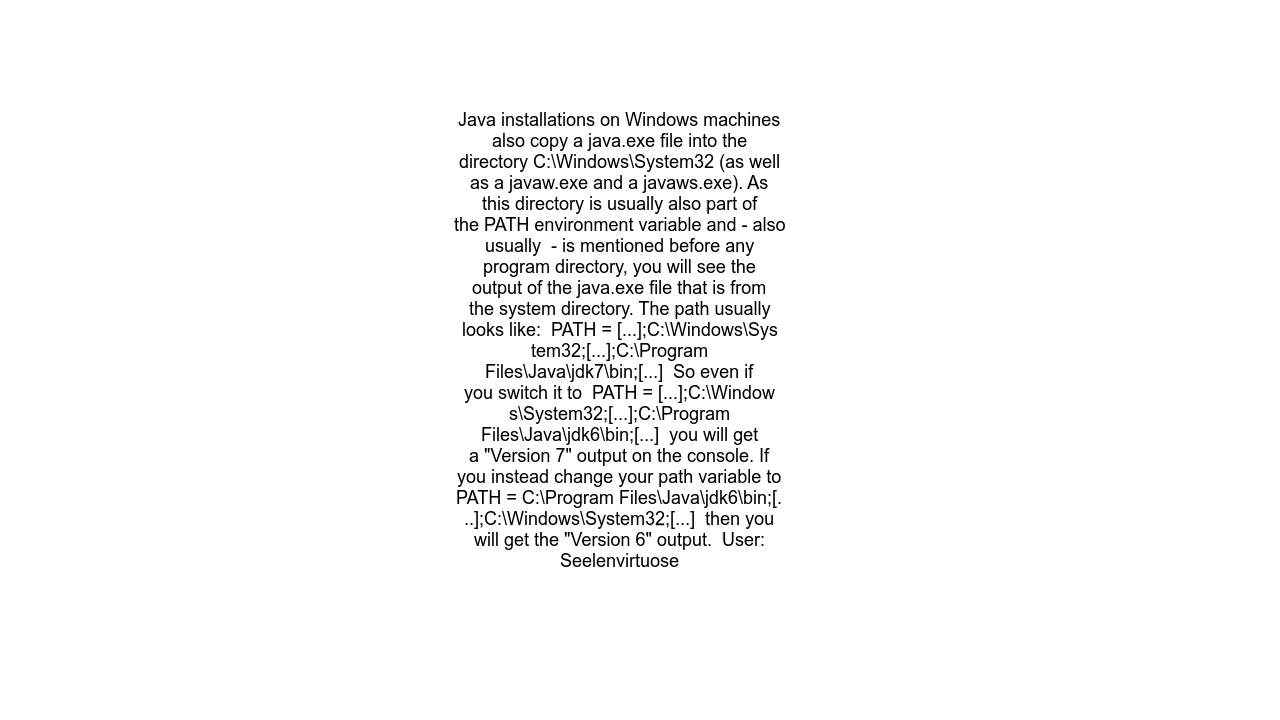 Java installations on Windows machines
also copy a java.exe file into the
directory C:\Windows\System32 (as well
as a javaw.exe and a javaws.exe). As
this directory is usually also part of
the PATH environment variable and - also
usually  - is mentioned before any
program directory, you will see the
output of the java.exe file that is from
the system directory. The path usually
looks like:  PATH = [...];C:\Windows\Sys
tem32;[...];C:\Program
Files\Java\jdk7\bin;[...]  So even if
you switch it to  PATH = [...];C:\Window
s\System32;[...];C:\Program
Files\Java\jdk6\bin;[...]  you will get
a "Version 7" output on the console. If
you instead change your path variable to
PATH = C:\Program Files\Java\jdk6\bin;[.
..];C:\Windows\System32;[...]  then you
will get the "Version 6" output.  User:
Seelenvirtuose